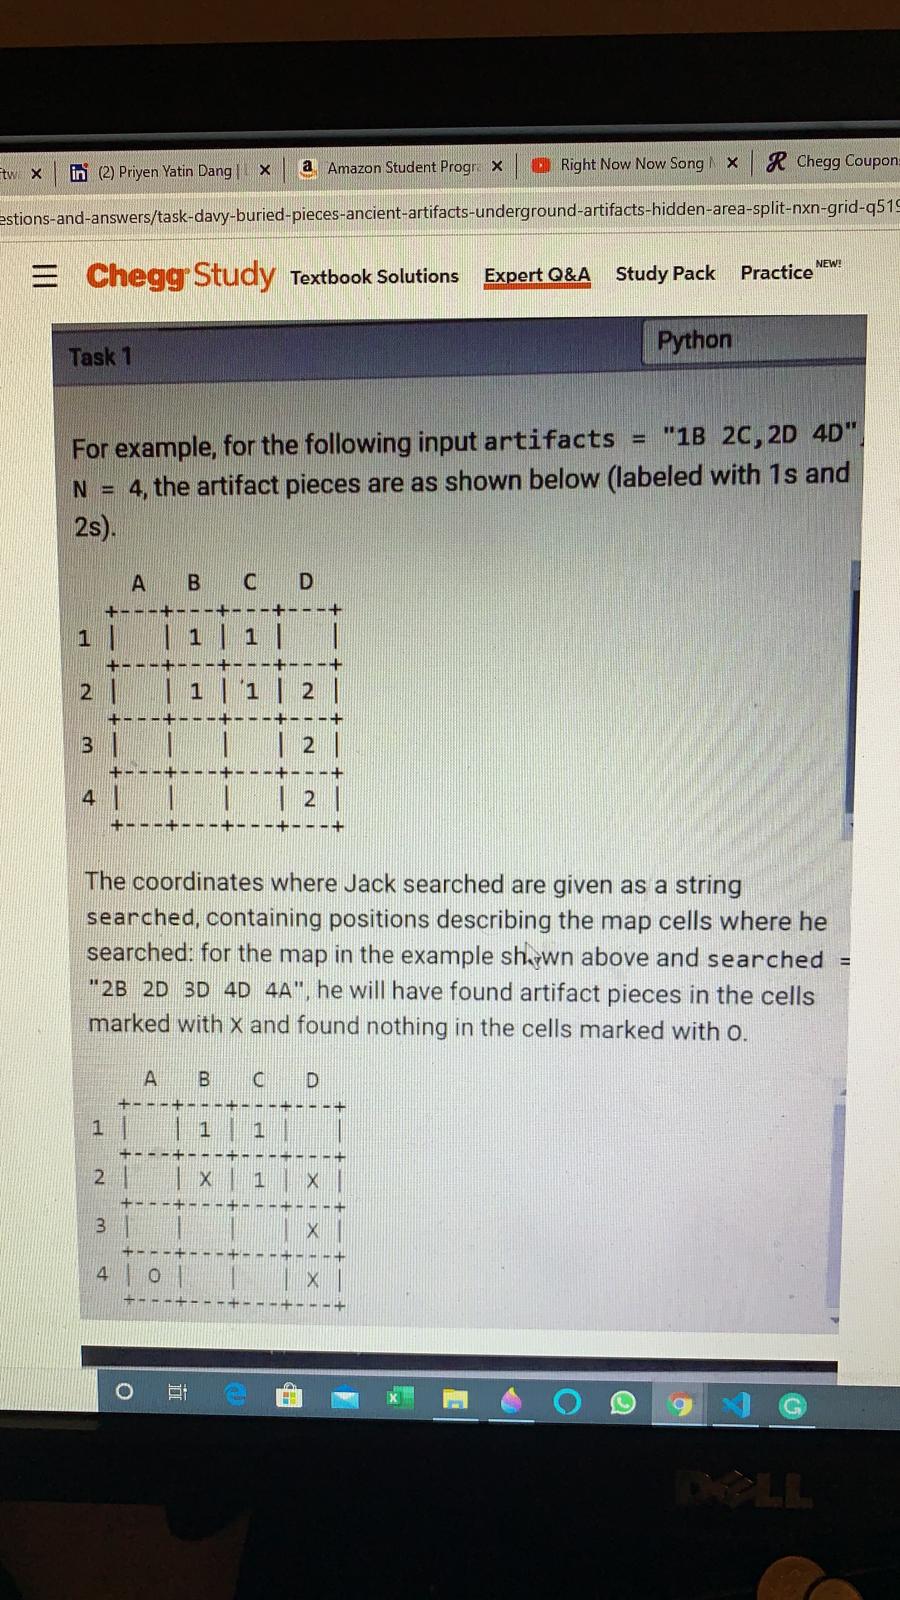 (2) Priyen Yatin Dang | Amazon Student Progr Right Now Now Song Chegg Coupon
estions-and-answers/task-davy-buried-pieces-ancient-artifacts-underground-artifacts-hidden-area-split-nxn-grid-q519
Chegg Study Textbook Solutions Expert Q&A Study Pack Practice NEW!
Task 1 Python
For example, for the following input artifacts = "1B 2C,2D 4D",
N = 4, the artifact pieces are as shown below (labeled with 1s and
2s).
A B C D
+---+---+---+---+
1 | | 1 | 1 | |
+---+---+---+---+
2 | | 1 | '1 | 2 |
+---+---+---+---+
3 | | | | 2 |
+---+---+---+---+
4 | | | | 2 |
+---+---+---+---+
The coordinates where Jack searched are given as a string
searched, containing positions describing the map cells where he
searched: for the map in the example shown above and searched =
"2B 2D 3D 4D 4A", he will have found artifact pieces in the cells
marked with X and found nothing in the cells marked with O.
A B C D
+---+---+---+---+
1 | | 1 | 1 | |
+---+---+---+---+
2 | | X | 1 | X |
+---+---+---+---+
3 | | | | X |
+---+---+---+---+
4 | O | | | X |
+---+---+---+---+
DELL